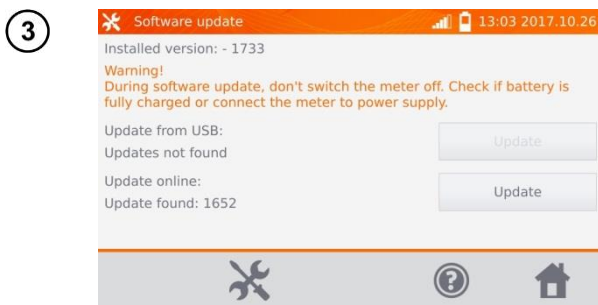 3
Software update
13:03 2017.10.26
Installed version: - 1733
Warning!
During software update, don't switch the meter off. Check if battery is
fully charged or connect the meter to power supply.
Update from USB:
Updates not found
Update
Update online:
Update found: 1652
Update
?